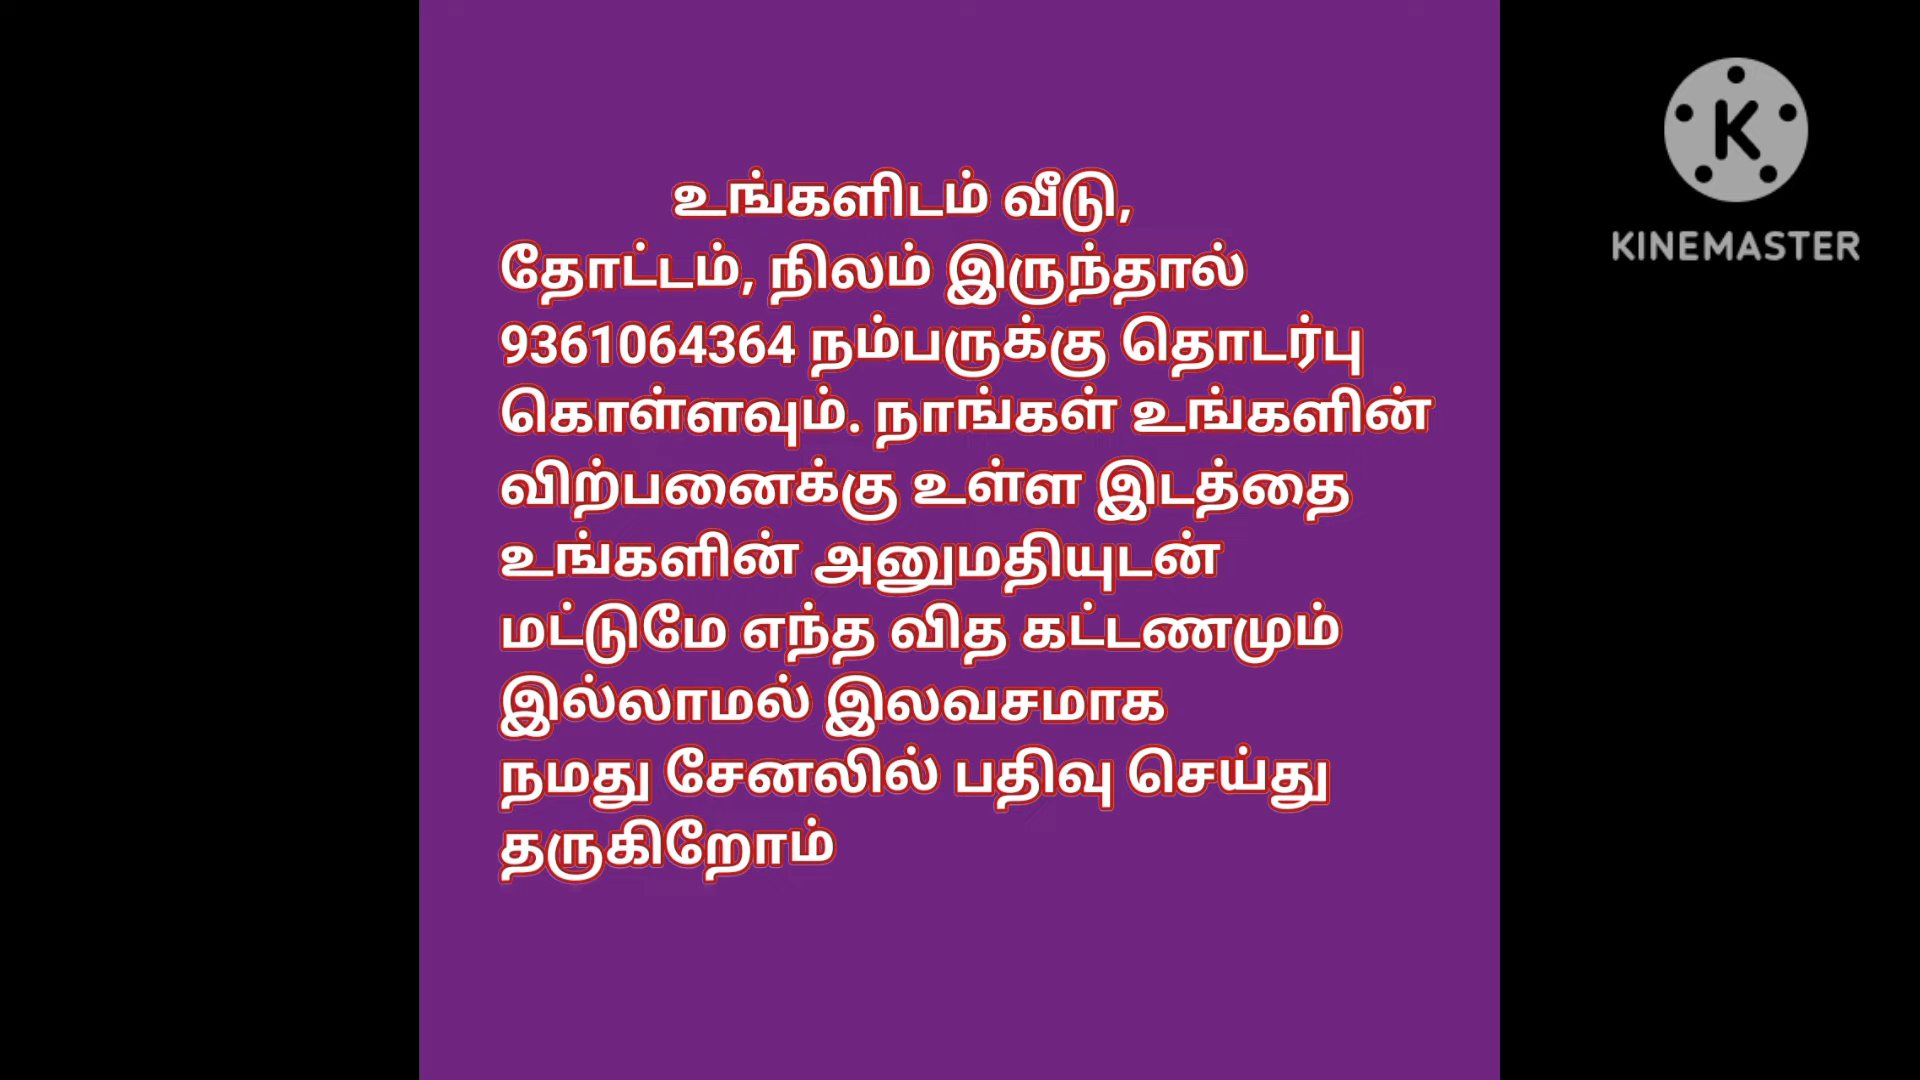 உங்களிடம் வீடு,
தோட்டம், நிலம் இருந்தால்
9361064364 நம்பருக்கு தொடர்பு
கொள்ளவும். நாங்கள் உங்களின்
விற்பனைக்கு உள்ள இடத்தை
உங்களின் அனுமதியுடன்
மட்டுமே எந்த வித கட்டணமும்
இல்லாமல் இலவசமாக
நமது சேனலில் பதிவு செய்து
தருகிறோம்
K
KINEMASTER